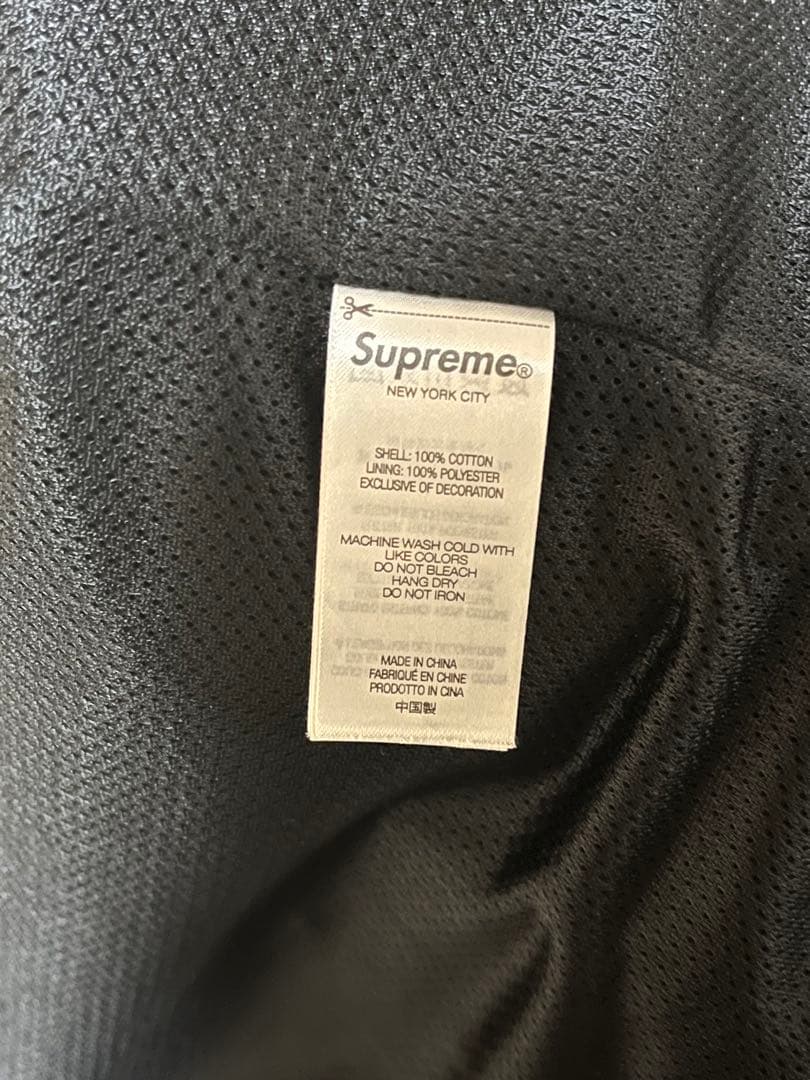 Supreme®
NEW YORK CITY
SHELL: 100% COTTON
LINING: 100% POLYESTER
EXCLUSIVE OF DECORATION
MACHINE WASH COLD WITH
LIKE COLORS
DO NOT BLEACH
HANG DRY
DO NOT IRON
MADE IN CHINA
FABRIQUÉ EN CHINE
PRODOTTO IN CINA
中国製